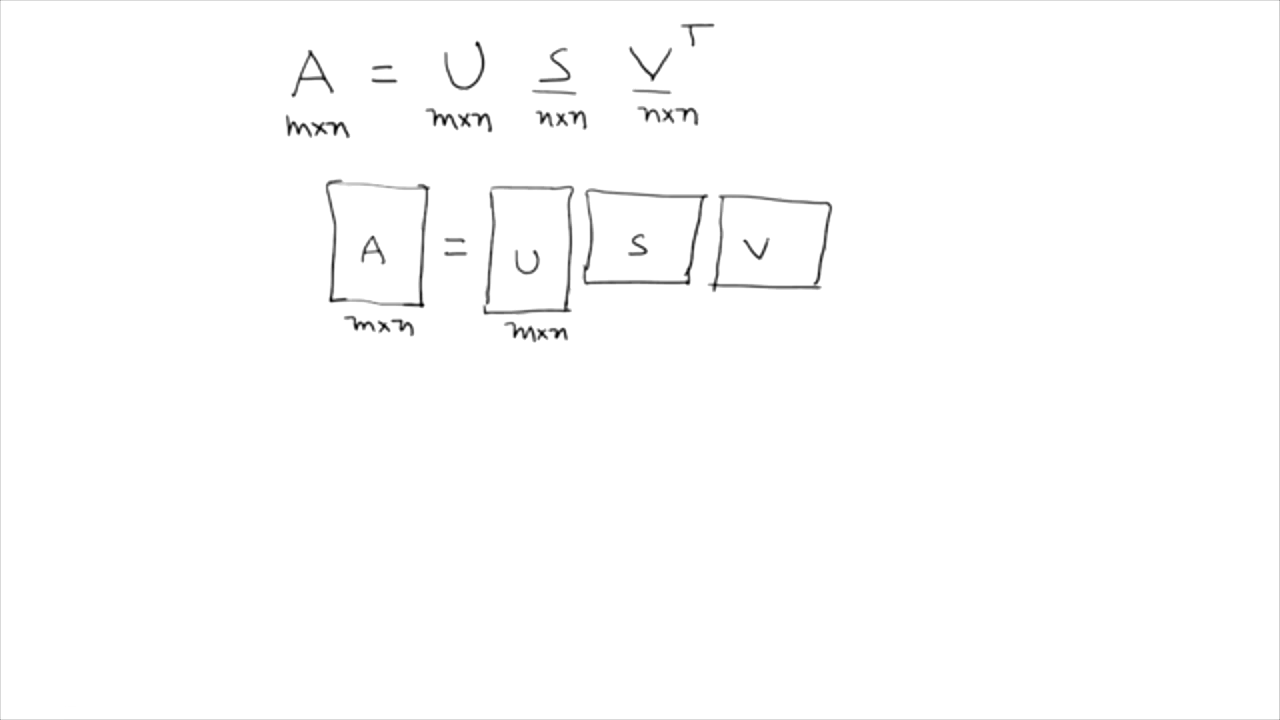 A = U S V^T
m×n m×n n×n n×n
A = U S V
m×n m×n